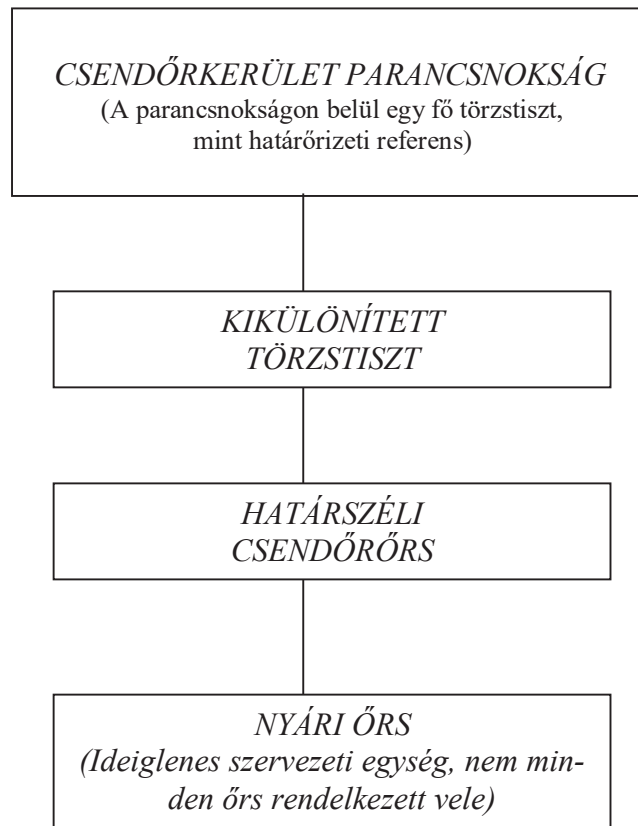 CSENDŐRKERÜLET PARANCSNOKSÁG
(A parancsnokságon belül egy fő törzstiszt,
mint határőrizeti referens)
KIKÜLÖNÍTETT
TÖRZSTISZT
HATÁRSZÉLI
CSENDŐRŐRS
NYÁRI ŐRS
(Ideiglenes szervezeti egység, nem min-
den őrs rendelkezett vele)